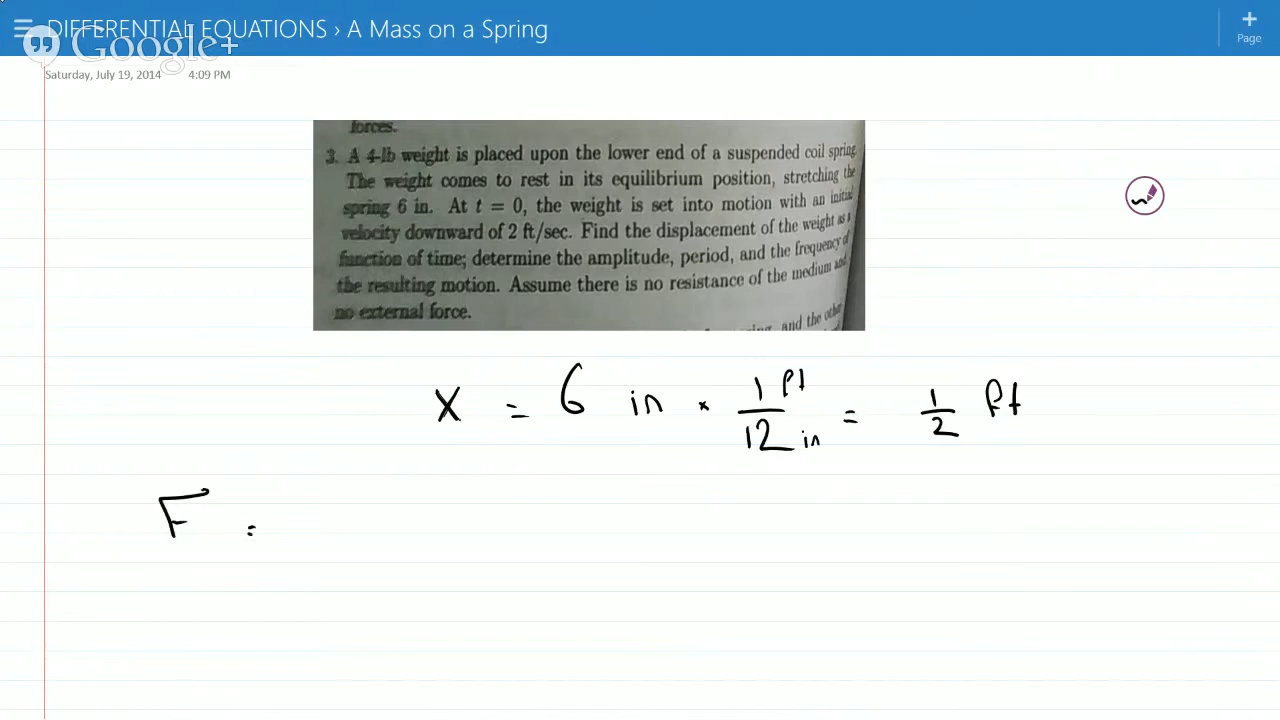 DIFFERENTIAL EQUATIONS › A Mass on a Spring
Google+
Page
Saturday, July 19, 2014 4:09 PM
forces.
3. A 4-lb weight is placed upon the lower end of a suspended coil spring.
The weight comes to rest in its equilibrium position, stretching the
spring 6 in. At t = 0, the weight is set into motion with an initial
velocity downward of 2 ft/sec. Find the displacement of the weight as a
function of time; determine the amplitude, period, and the frequency of
the resulting motion. Assume there is no resistance of the medium and
no external force.
and the other
x = 6 in × 1 ft / 12 in = 1/2 ft
F =